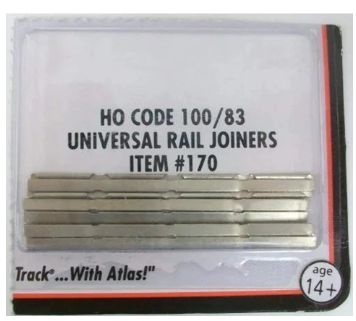 HO CODE 100/83
UNIVERSAL RAIL JOINERS
ITEM #170
Track®...With Atlas!"
age
14+